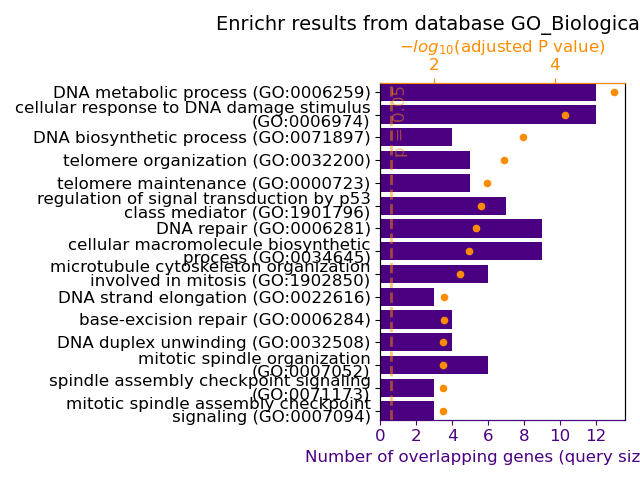 Enrichr results from database GO_Biologica
−log10(adjusted P value)
2 4
DNA metabolic process (GO:0006259)
cellular response to DNA damage stimulus
(GO:0006974)
DNA biosynthetic process (GO:0071897)
telomere organization (GO:0032200)
telomere maintenance (GO:0000723)
regulation of signal transduction by p53
class mediator (GO:1901796)
DNA repair (GO:0006281)
cellular macromolecule biosynthetic
process (GO:0034645)
microtubule cytoskeleton organization
involved in mitosis (GO:1902850)
DNA strand elongation (GO:0022616)
base-excision repair (GO:0006284)
DNA duplex unwinding (GO:0032508)
mitotic spindle organization
(GO:0007052)
spindle assembly checkpoint signaling
(GO:0071173)
mitotic spindle assembly checkpoint
signaling (GO:0007094)
p = 0.05
0 2 4 6 8 10 12
Number of overlapping genes (query siz